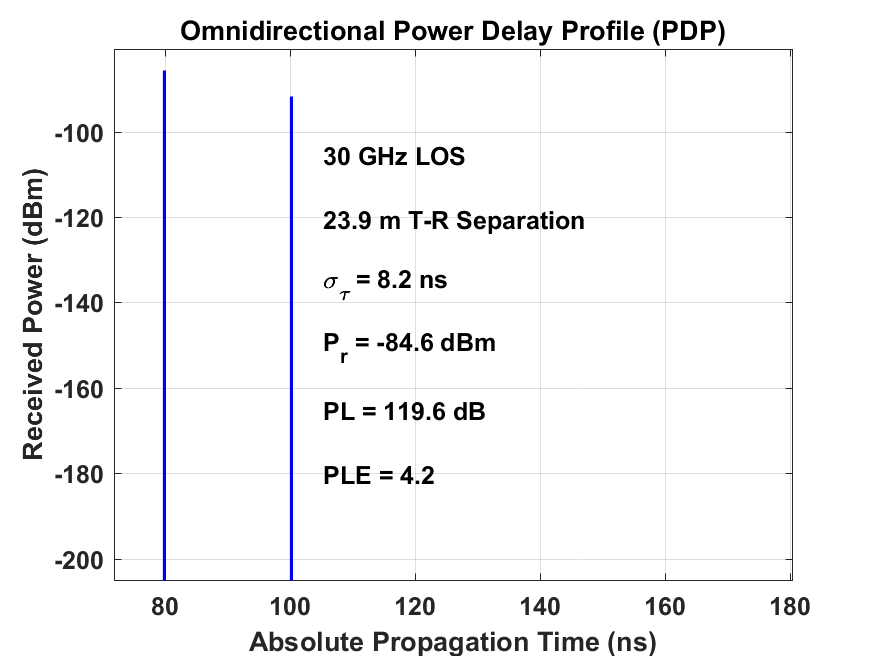 Omnidirectional Power Delay Profile (PDP)
Received Power (dBm)
-100
-120
-140
-160
-180
-200
30 GHz LOS
23.9 m T-R Separation
σ_τ = 8.2 ns
P_r = -84.6 dBm
PL = 119.6 dB
PLE = 4.2
80 100 120 140 160 180
Absolute Propagation Time (ns)